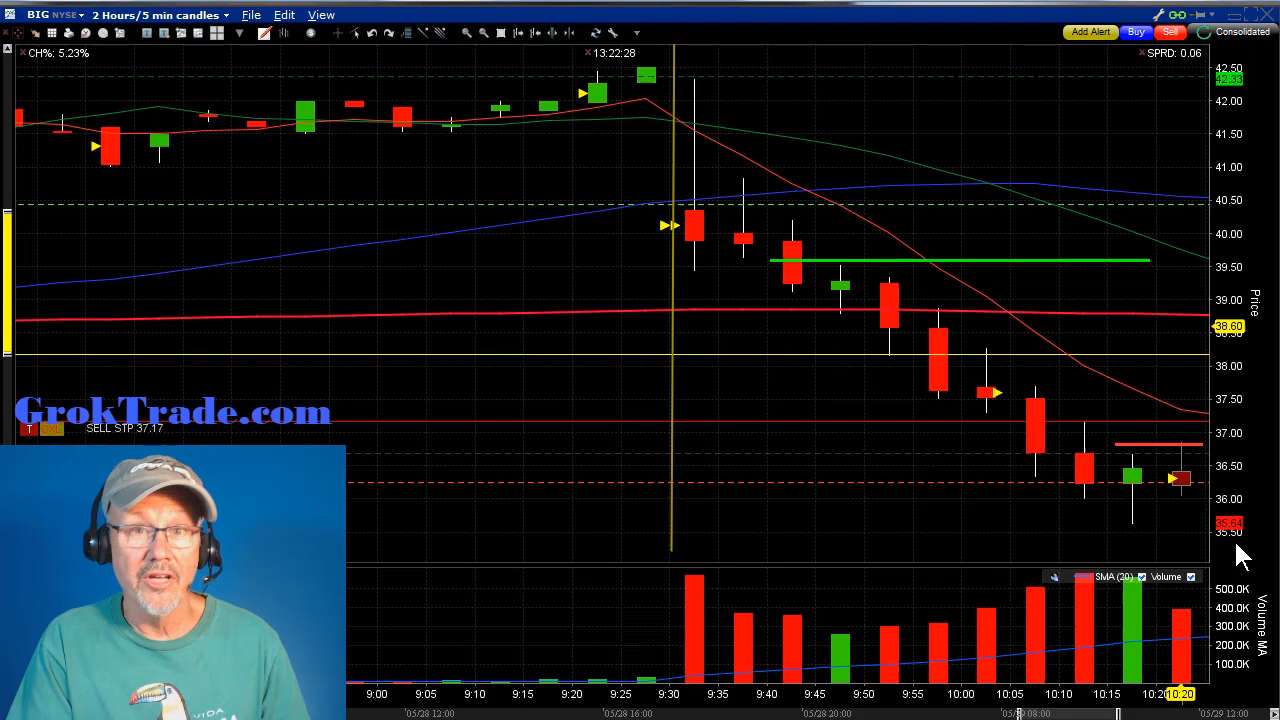 BIG NYSE 2 Hours/5 min candles File Edit View
Add Alert Buy Sell Consolidated
CH%: 5.23% 13:22:28 SPRD: 0.06
42.50
42.33
42.00
41.50
41.00
40.50
40.00
39.50
39.00
38.60
38.00
37.50
37.00
36.50
36.00
35.64
35.50
Price
GrokTrade.com
T SELL STP 37.17
SMA (20) Volume
500.0K
300.0K
200.0K
100.0K
Volume MA
VIDA
9:00 9:05 9:10 9:15 9:20 9:25 9:30 9:35 9:40 9:45 9:50 9:55 10:00 10:05 10:10 10:15 10:20
05/28 12:00 05/28 16:00 05/28 20:00 05/29 08:00 05/29 12:00